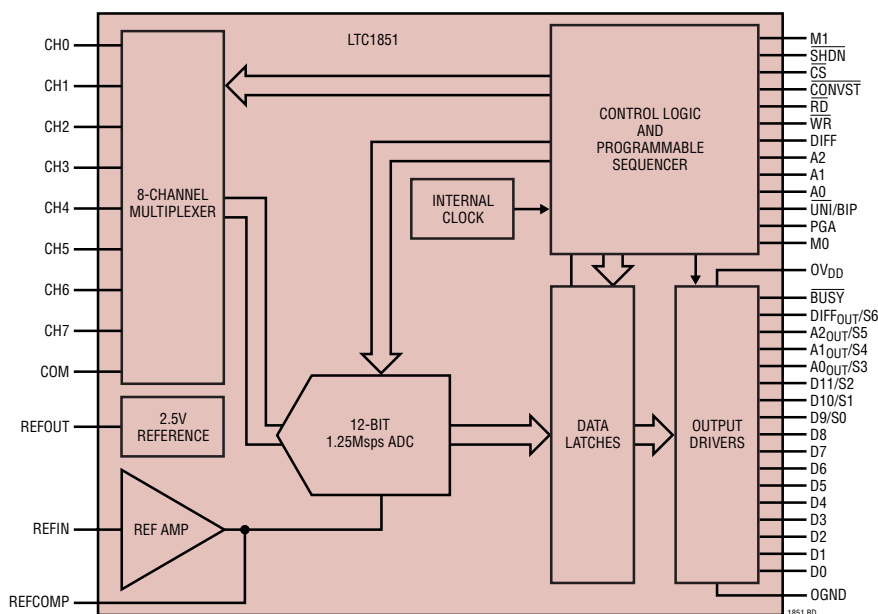 LTC1851
CH0
CH1
CH2
CH3
CH4
CH5
CH6
CH7
COM
REFOUT
REFIN
REFCOMP
8-CHANNEL
MULTIPLEXER
2.5V
REFERENCE
REF AMP
12-BIT
1.25Msps ADC
INTERNAL
CLOCK
CONTROL LOGIC
AND
PROGRAMMABLE
SEQUENCER
DATA
LATCHES
OUTPUT
DRIVERS
M1
SHDN
CS
CONVST
RD
WR
DIFF
A2
A1
A0
UNI/BIP
PGA
M0
OVDD
BUSY
DIFFOUT/S6
A2OUT/S5
A1OUT/S4
A0OUT/S3
D11/S2
D10/S1
D9/S0
D8
D7
D6
D5
D4
D3
D2
D1
D0
OGND
1851 BD